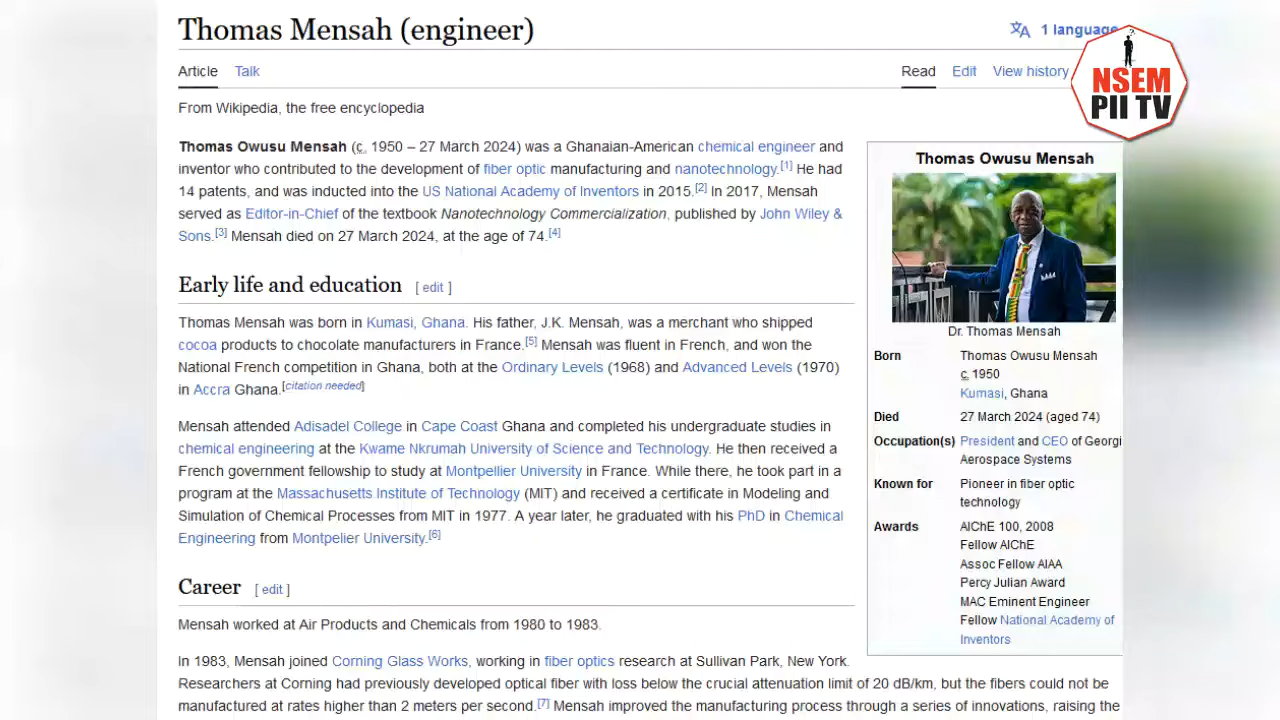 Thomas Mensah (engineer)
1 language
Article Talk
Read Edit View history
NSEM
PII TV
From Wikipedia, the free encyclopedia
Thomas Owusu Mensah (c. 1950 – 27 March 2024) was a Ghanaian-American chemical engineer and
inventor who contributed to the development of fiber optic manufacturing and nanotechnology.[1] He had
14 patents, and was inducted into the US National Academy of Inventors in 2015.[2] In 2017, Mensah
served as Editor-in-Chief of the textbook Nanotechnology Commercialization, published by John Wiley &
Sons.[3] Mensah died on 27 March 2024, at the age of 74.[4]
Early life and education [ edit ]
Thomas Mensah was born in Kumasi, Ghana. His father, J.K. Mensah, was a merchant who shipped
cocoa products to chocolate manufacturers in France.[5] Mensah was fluent in French, and won the
National French competition in Ghana, both at the Ordinary Levels (1968) and Advanced Levels (1970)
in Accra Ghana.[citation needed]
Mensah attended Adisadel College in Cape Coast Ghana and completed his undergraduate studies in
chemical engineering at the Kwame Nkrumah University of Science and Technology. He then received a
French government fellowship to study at Montpellier University in France. While there, he took part in a
program at the Massachusetts Institute of Technology (MIT) and received a certificate in Modeling and
Simulation of Chemical Processes from MIT in 1977. A year later, he graduated with his PhD in Chemical
Engineering from Montpelier University.[6]
Career [ edit ]
Mensah worked at Air Products and Chemicals from 1980 to 1983.
In 1983, Mensah joined Corning Glass Works, working in fiber optics research at Sullivan Park, New York.
Researchers at Corning had previously developed optical fiber with loss below the crucial attenuation limit of 20 dB/km, but the fibers could not be
manufactured at rates higher than 2 meters per second.[7] Mensah improved the manufacturing process through a series of innovations, raising the
Thomas Owusu Mensah
Dr. Thomas Mensah
Born Thomas Owusu Mensah
c. 1950
Kumasi, Ghana
Died 27 March 2024 (aged 74)
Occupation(s) President and CEO of Georgi
Aerospace Systems
Known for Pioneer in fiber optic
technology
Awards AIChE 100, 2008
Fellow AIChE
Assoc Fellow AIAA
Percy Julian Award
MAC Eminent Engineer
Fellow National Academy of
Inventors